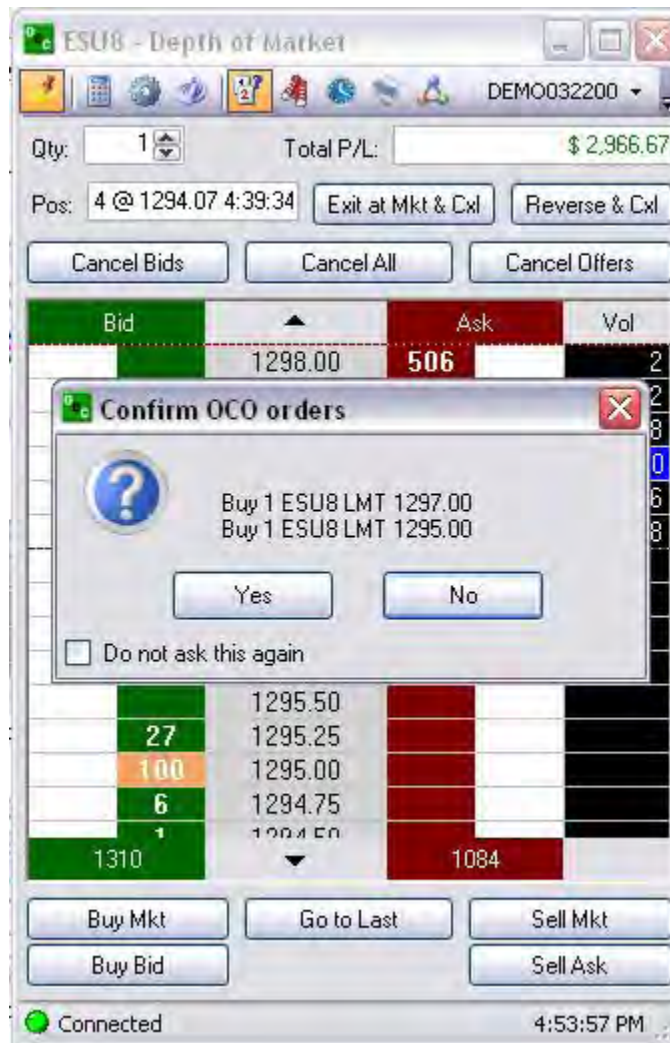 ESU8 - Depth of Market
DEMO032200
Qty: 1 Total P/L: $ 2,966.67
Pos: 4 @ 1294.07 4:39:34 Exit at Mkt & Cxl Reverse & Cxl
Cancel Bids Cancel All Cancel Offers
Bid Ask Vol
1298.00 506 2
2
Confirm OCO orders
8
0
Buy 1 ESU8 LMT 1297.00
6
Buy 1 ESU8 LMT 1295.00
8
Yes No
Do not ask this again
1295.50
27 1295.25
100 1295.00
6 1294.75
1 1294.50
1310 1084
Buy Mkt Go to Last Sell Mkt
Buy Bid Sell Ask
Connected 4:53:57 PM